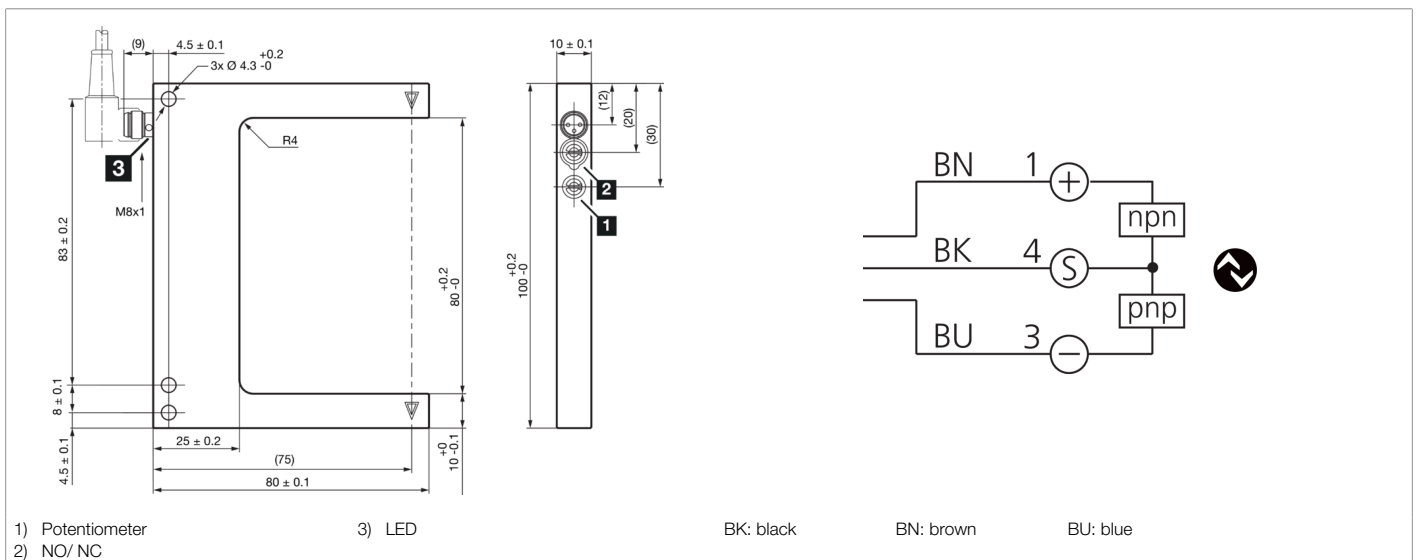 (9)
4.5 ± 0.1
3x Ø 4.3 +0.2 -0
R4
3
M8x1
83 ± 0.2
8 ± 0.1
4.5 ± 0.1
25 ± 0.2
(75)
80 ± 0.1
80 +0.2 -0
10 +0 -0.1
10 ± 0.1
(12)
(20)
(30)
2
1
100 +0.2 -0
BN 1 +
npn
BK 4 S
pnp
BU 3 −
1) Potentiometer
2) NO/ NC
3) LED
BK: black
BN: brown
BU: blue